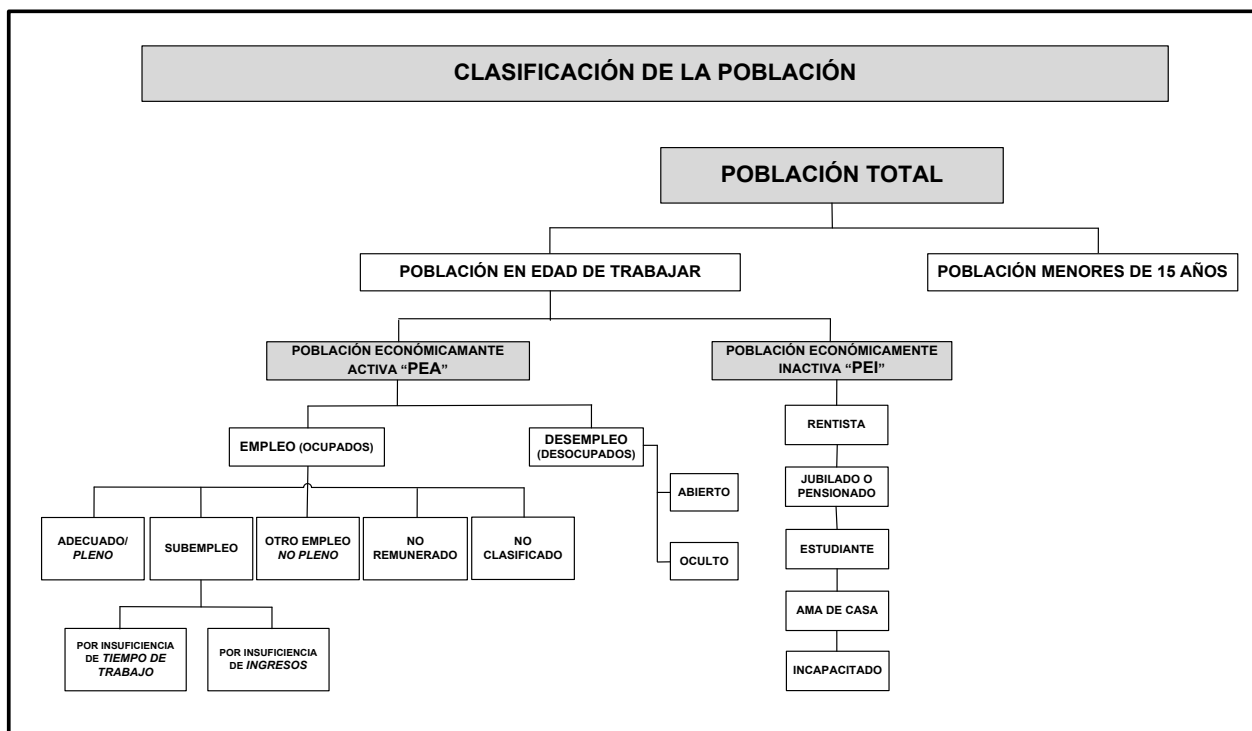 CLASIFICACIÓN DE LA POBLACIÓN
POBLACIÓN TOTAL
POBLACIÓN EN EDAD DE TRABAJAR
POBLACIÓN MENORES DE 15 AÑOS
POBLACIÓN ECONÓMICAMANTE
ACTIVA “PEA”
POBLACIÓN ECONÓMICAMENTE
INACTIVA “PEI”
EMPLEO (OCUPADOS)
DESEMPLEO
(DESOCUPADOS)
ABIERTO
OCULTO
ADECUADO/
PLENO
SUBEMPLEO
OTRO EMPLEO
NO PLENO
NO
REMUNERADO
NO
CLASIFICADO
POR INSUFICIENCIA
DE TIEMPO DE
TRABAJO
POR INSUFICIENCIA
DE INGRESOS
RENTISTA
JUBILADO O
PENSIONADO
ESTUDIANTE
AMA DE CASA
INCAPACITADO